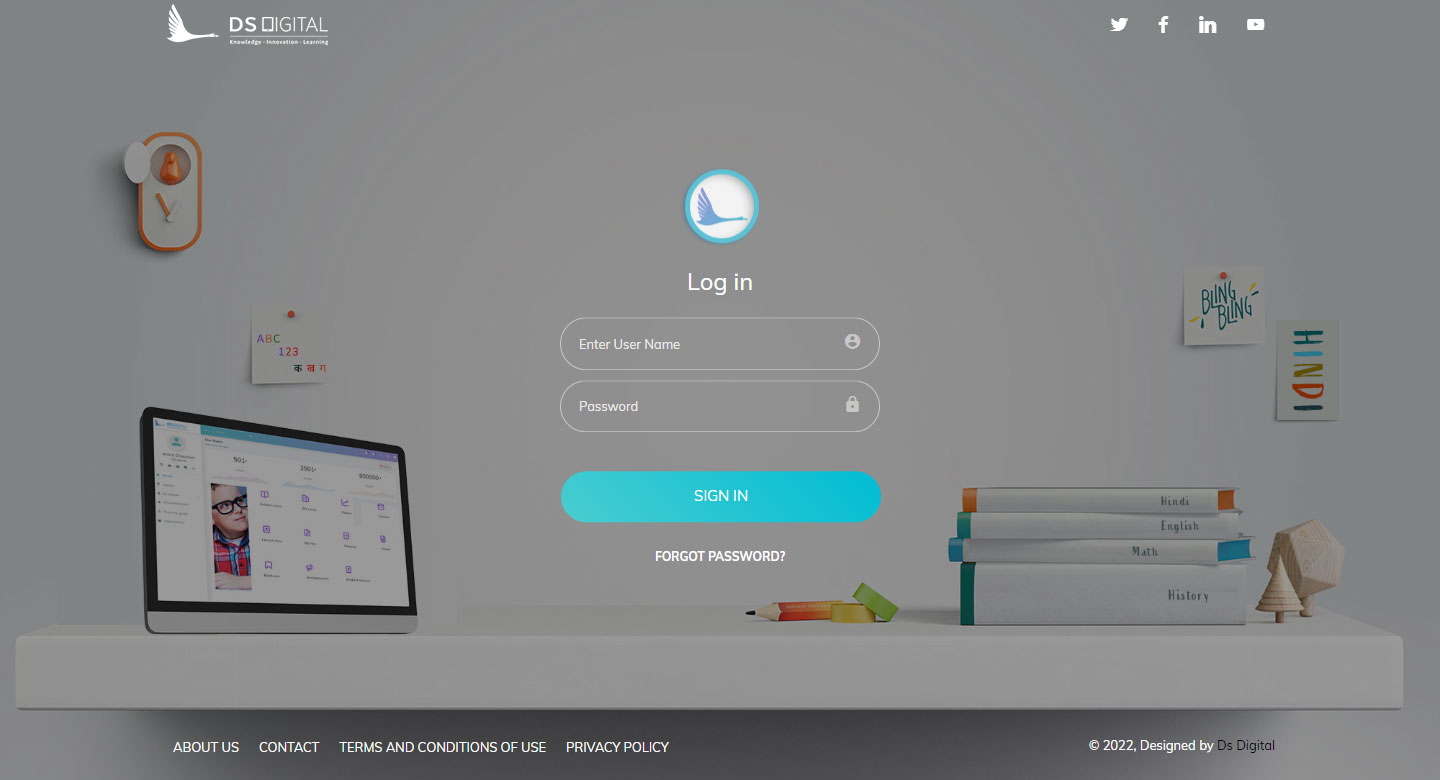 DS DIGITAL
Knowledge - Innovation - Learning
Log in
Enter User Name
Password
SIGN IN
FORGOT PASSWORD?
ABC
123
क ख ग
BLING
BLING
HINDI
901+
2501+
Hindi
English
Math
History
ABOUT US
CONTACT
TERMS AND CONDITIONS OF USE
PRIVACY POLICY
© 2022, Designed by Ds Digital